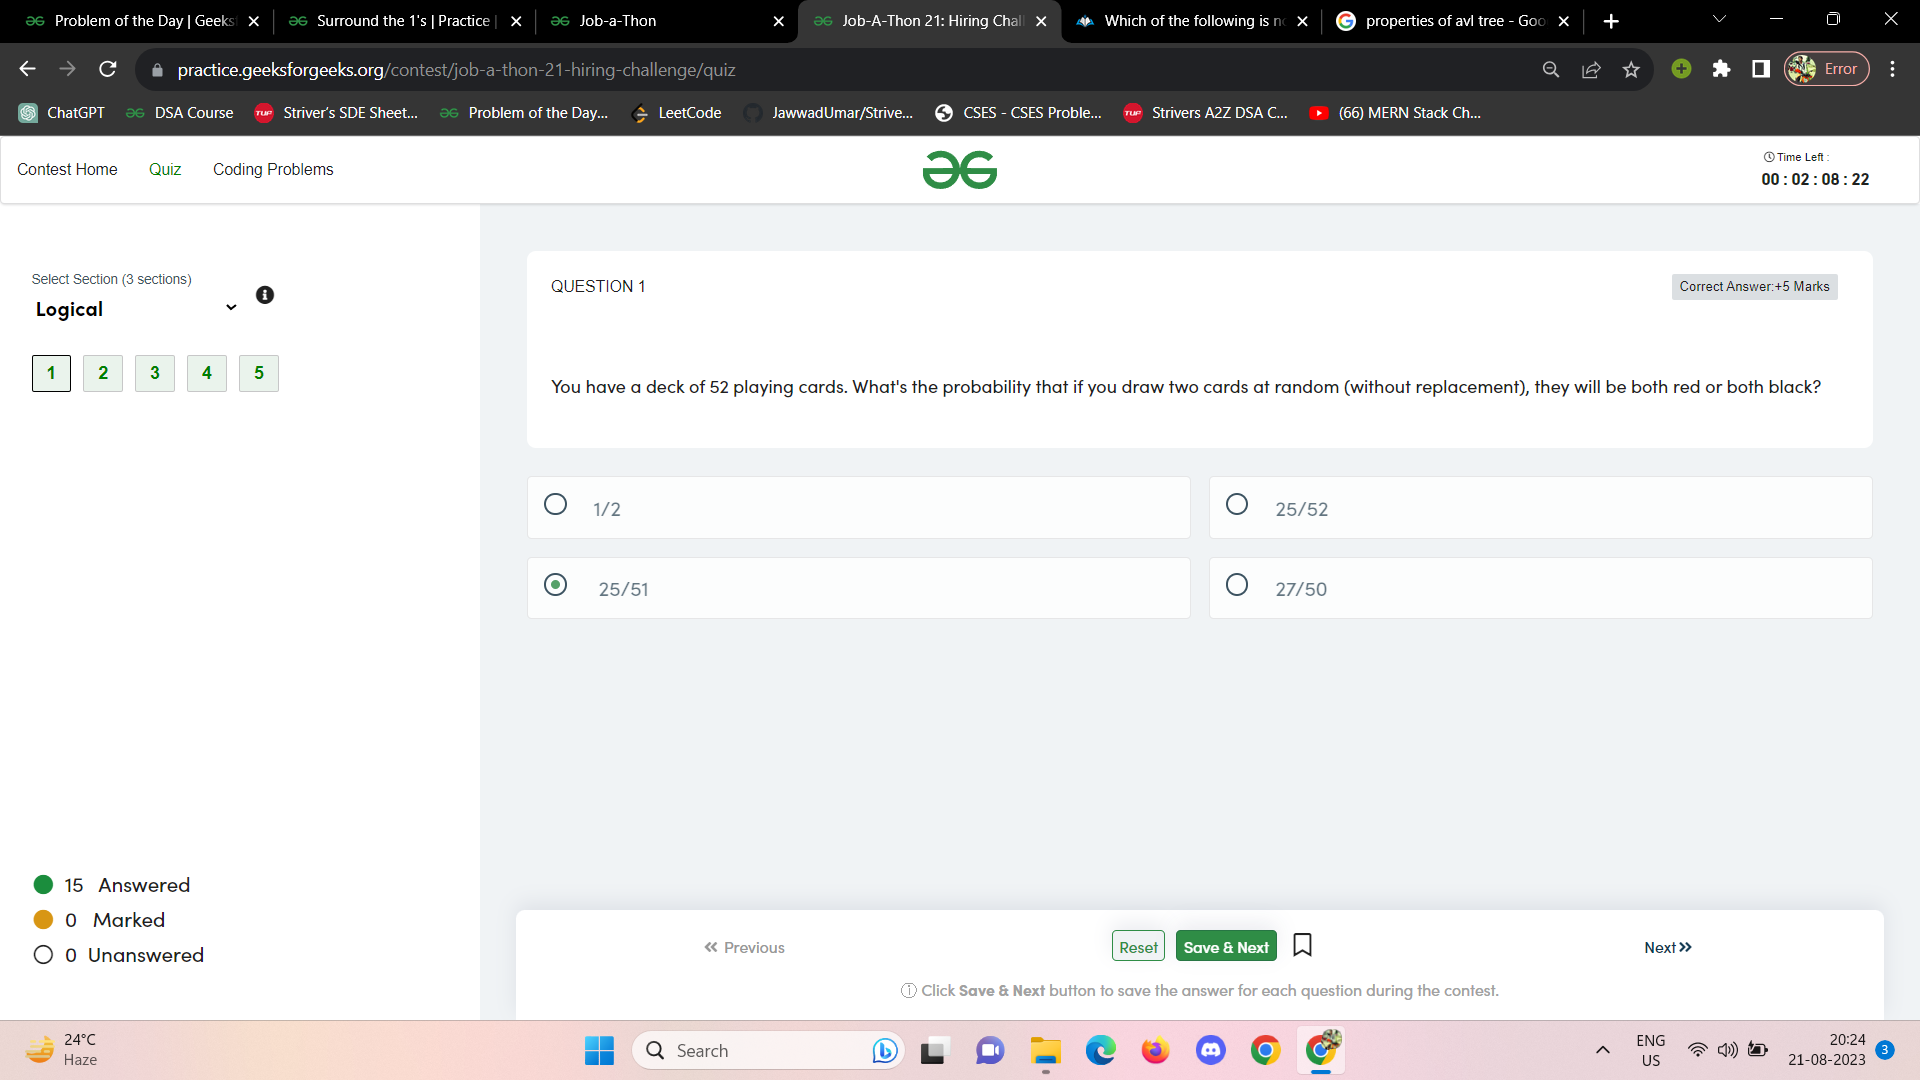 Problem of the Day | Geeks
Surround the 1's | Practice |
Job-a-Thon
Job-A-Thon 21: Hiring Chal
Which of the following is n
properties of avl tree - Goo
practice.geeksforgeeks.org/contest/job-a-thon-21-hiring-challenge/quiz
Error
ChatGPT
DSA Course
Striver's SDE Sheet...
Problem of the Day...
LeetCode
JawwadUmar/Strive...
CSES - CSES Proble...
Strivers A2Z DSA C...
(66) MERN Stack Ch...
Contest Home
Quiz
Coding Problems
Time Left :
00 : 02 : 08 : 22
Select Section (3 sections)
Logical
1
2
3
4
5
QUESTION 1
Correct Answer:+5 Marks
You have a deck of 52 playing cards. What's the probability that if you draw two cards at random (without replacement), they will be both red or both black?
1/2
25/52
25/51
27/50
15 Answered
0 Marked
0 Unanswered
Previous
Reset
Save & Next
Next
Click Save & Next button to save the answer for each question during the contest.
24°C
Haze
Search
ENG
US
20:24
21-08-2023
3